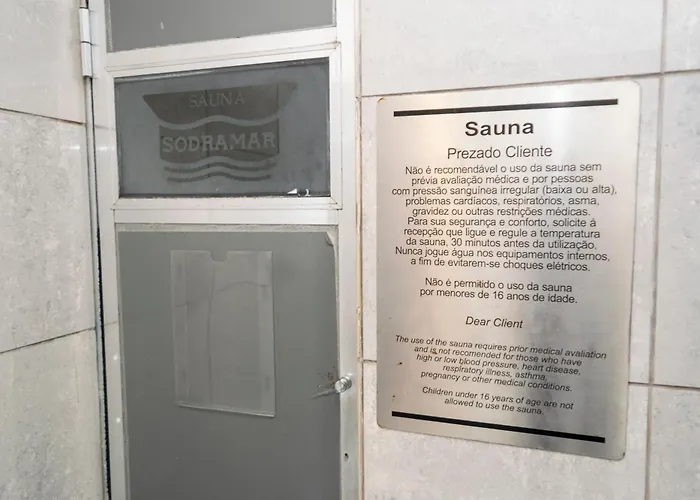 SAUNA
SODRAMAR
Sauna
Prezado Cliente
Não é recomendável o uso da sauna sem
prévia avaliação médica e por pessoas
com pressão sanguínea irregular (baixa ou alta),
problemas cardíacos, respiratórios, asma,
gravidez ou outras restrições médicas.
Para sua segurança e conforto, solicite à
recepção que ligue e regule a temperatura
da sauna, 30 minutos antes da utilização.
Nunca jogue água nos equipamentos internos,
a fim de evitarem-se choques elétricos.
Não é permitido o uso da sauna
por menores de 16 anos de idade.
Dear Client
The use of the sauna requires prior medical avaliation
and is not recomended for those who have
high or low blood pressure, heart disease,
respiratory illness, asthma,
pregnancy or other medical conditions.
Children under 16 years of age are not
allowed to use the sauna.